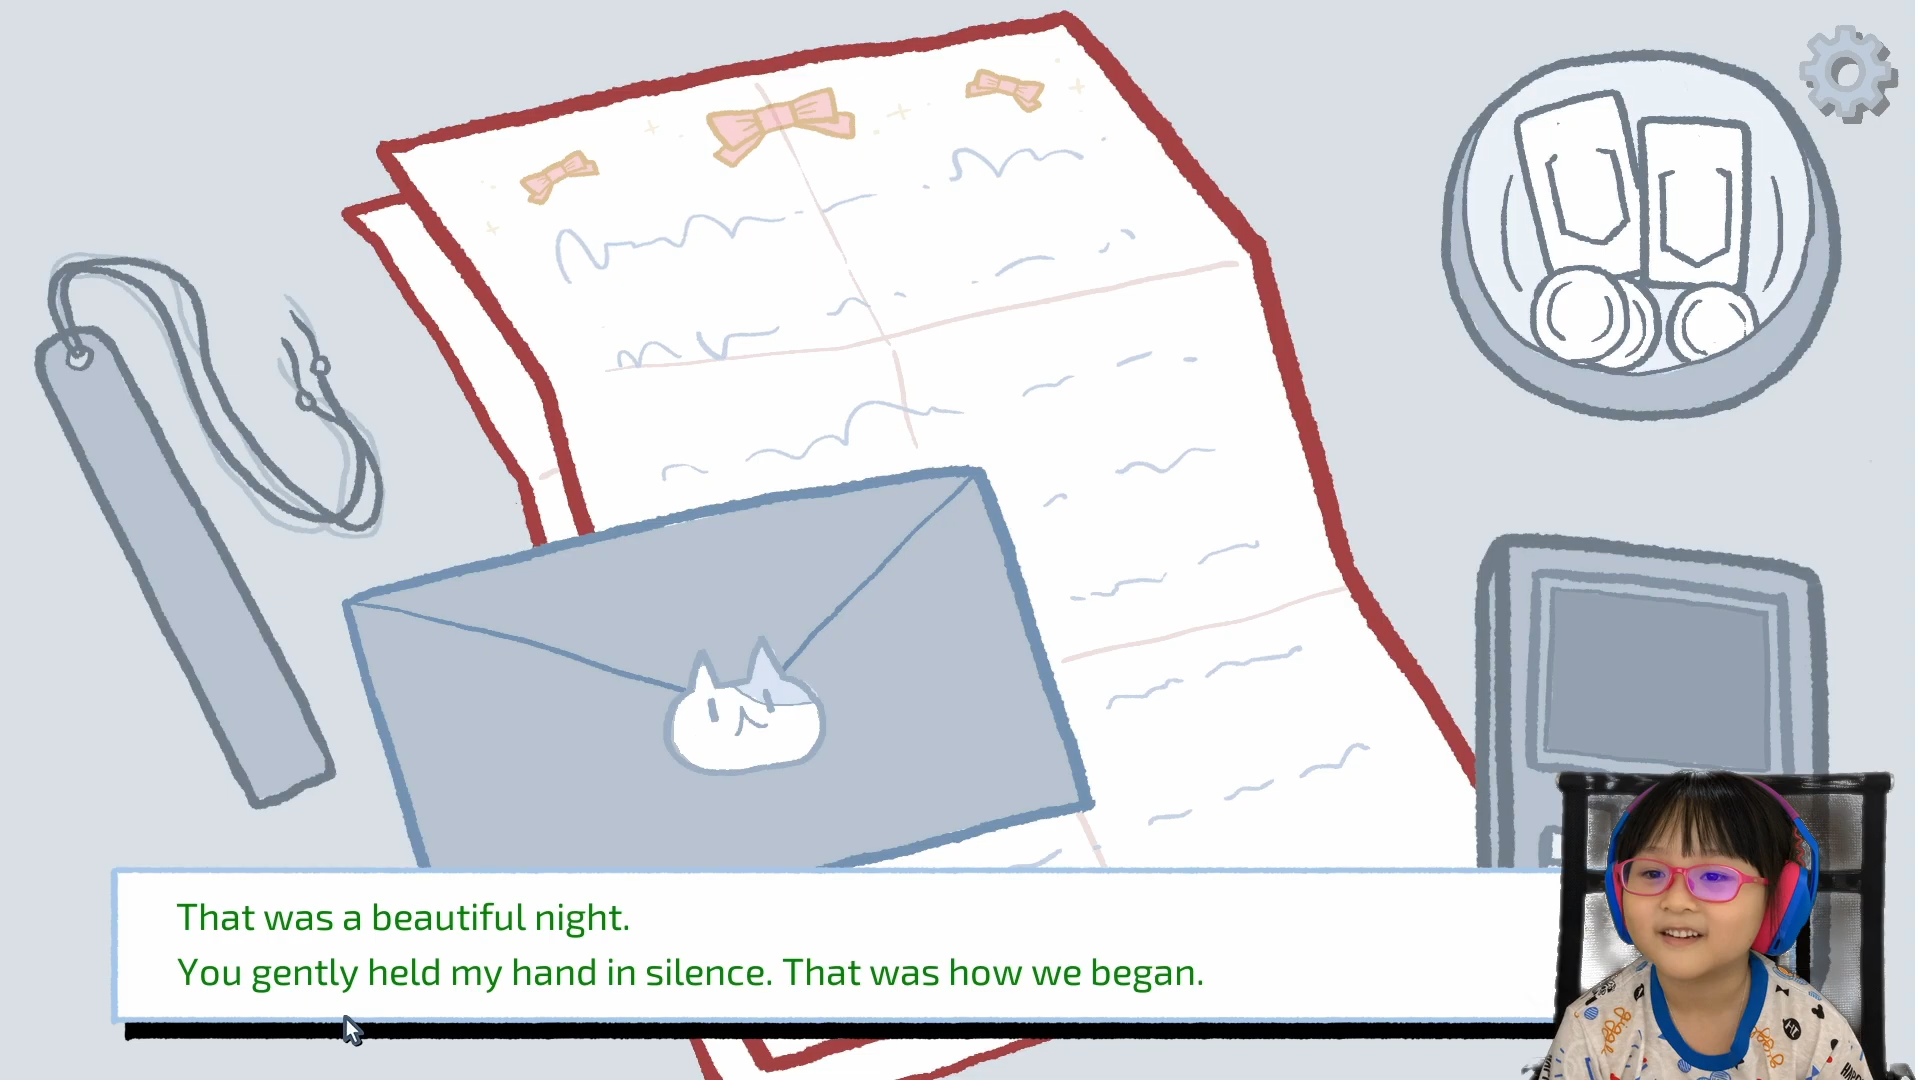 That was a beautiful night.
You gently held my hand in silence. That was how we began.